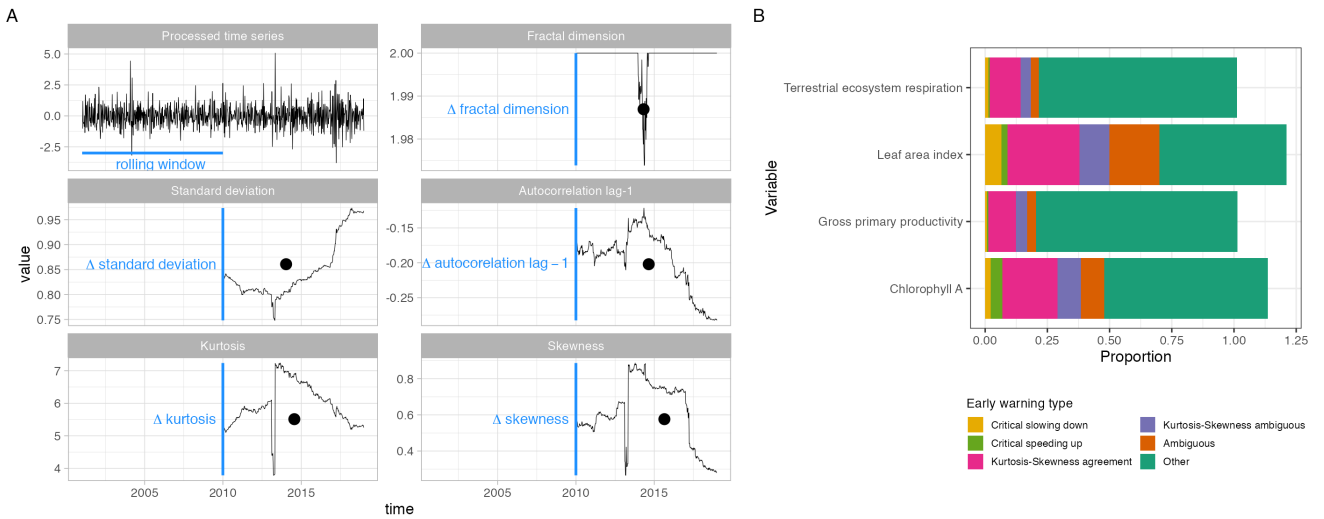 A
Processed time series
5.0
2.5
0.0
-2.5
rolling window
Fractal dimension
2.00
1.99
1.98
Δ fractal dimension
Standard deviation
0.95
0.90
0.85
0.80
0.75
Δ standard deviation
Autocorrelation lag-1
-0.15
-0.20
-0.25
Δ autocorelation lag − 1
Kurtosis
7
6
5
4
Δ kurtosis
Skewness
0.8
0.6
0.4
Δ skewness
2005 2010 2015
2005 2010 2015
value
time
B
Variable
Terrestrial ecosystem respiration
Leaf area index
Gross primary productivity
Chlorophyll A
0.00 0.25 0.50 0.75 1.00 1.25
Proportion
Early warning type
Critical slowing down
Critical speeding up
Kurtosis-Skewness agreement
Kurtosis-Skewness ambiguous
Ambiguous
Other